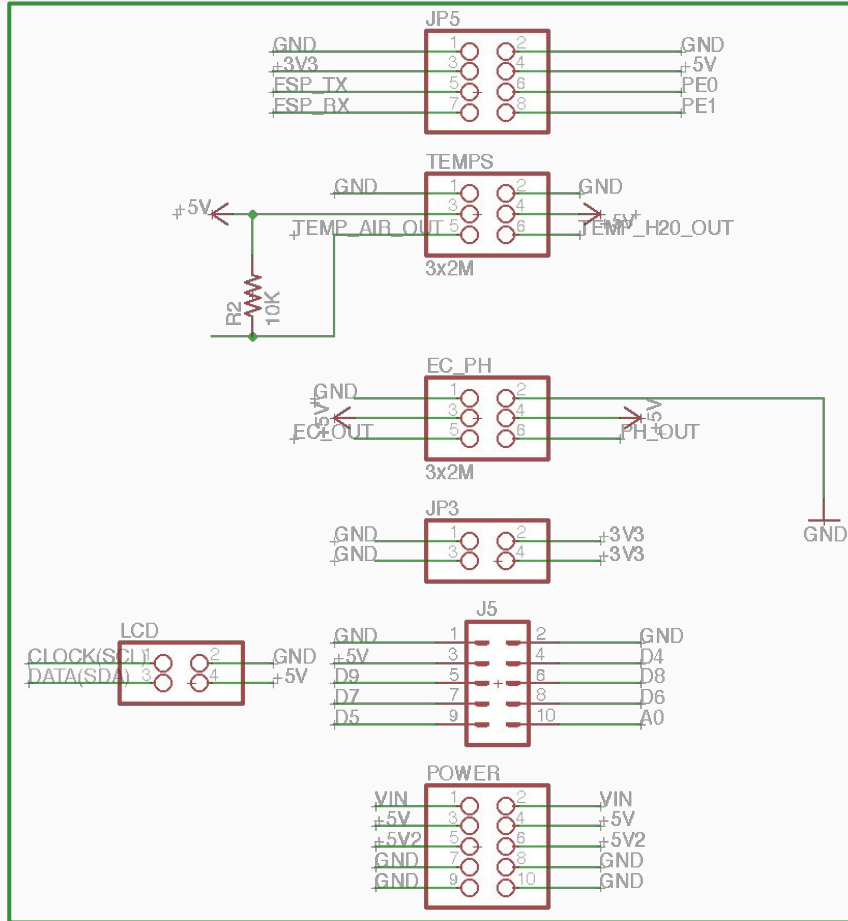 JP5
GND 1 2 GND
+3V3 3 4 +5V
ESP_TX 5 6 PE0
ESP_RX 7 8 PE1
TEMPS
GND 1 2 GND
+5V 3 4 +5V
TEMP_AIR_OUT 5 6 TEMP_H20_OUT
3x2M
R2
10K
EC_PH
GND 1 2
+5V 3 4 +5V
EC_OUT 5 6 PH_OUT
3x2M
JP3
GND 1 2 +3V3
GND 3 4 +3V3
GND
LCD
CLOCK(SCL) 1 2 GND
DATA(SDA) 3 4 +5V
J5
GND 1 2 GND
+5V 3 4 D4
D9 5 6 D8
D7 7 8 D6
D5 9 10 A0
POWER
VIN 1 2 VIN
+5V 3 4 +5V
+5V2 5 6 +5V2
GND 7 8 GND
GND 9 10 GND